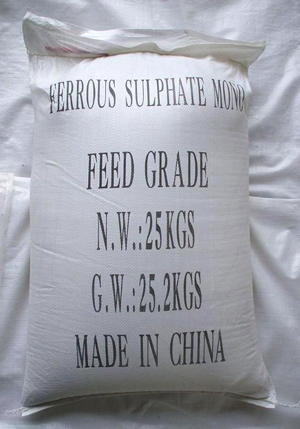 FERROUS SULPHATE MONO
FEED GRADE
N.W.:25KGS
G.W.:25.2KGS
MADE IN CHINA